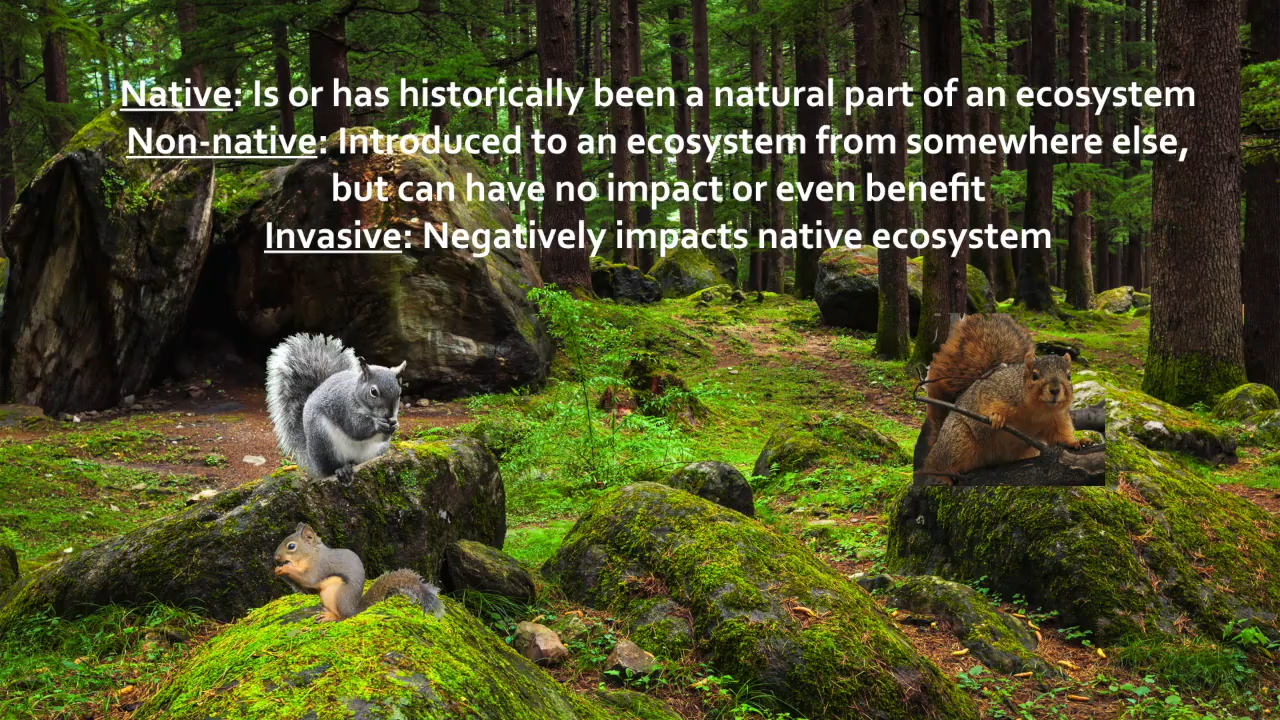 Native: Is or has historically been a natural part of an ecosystem
Non-native: Introduced to an ecosystem from somewhere else,
but can have no impact or even benefit
Invasive: Negatively impacts native ecosystem